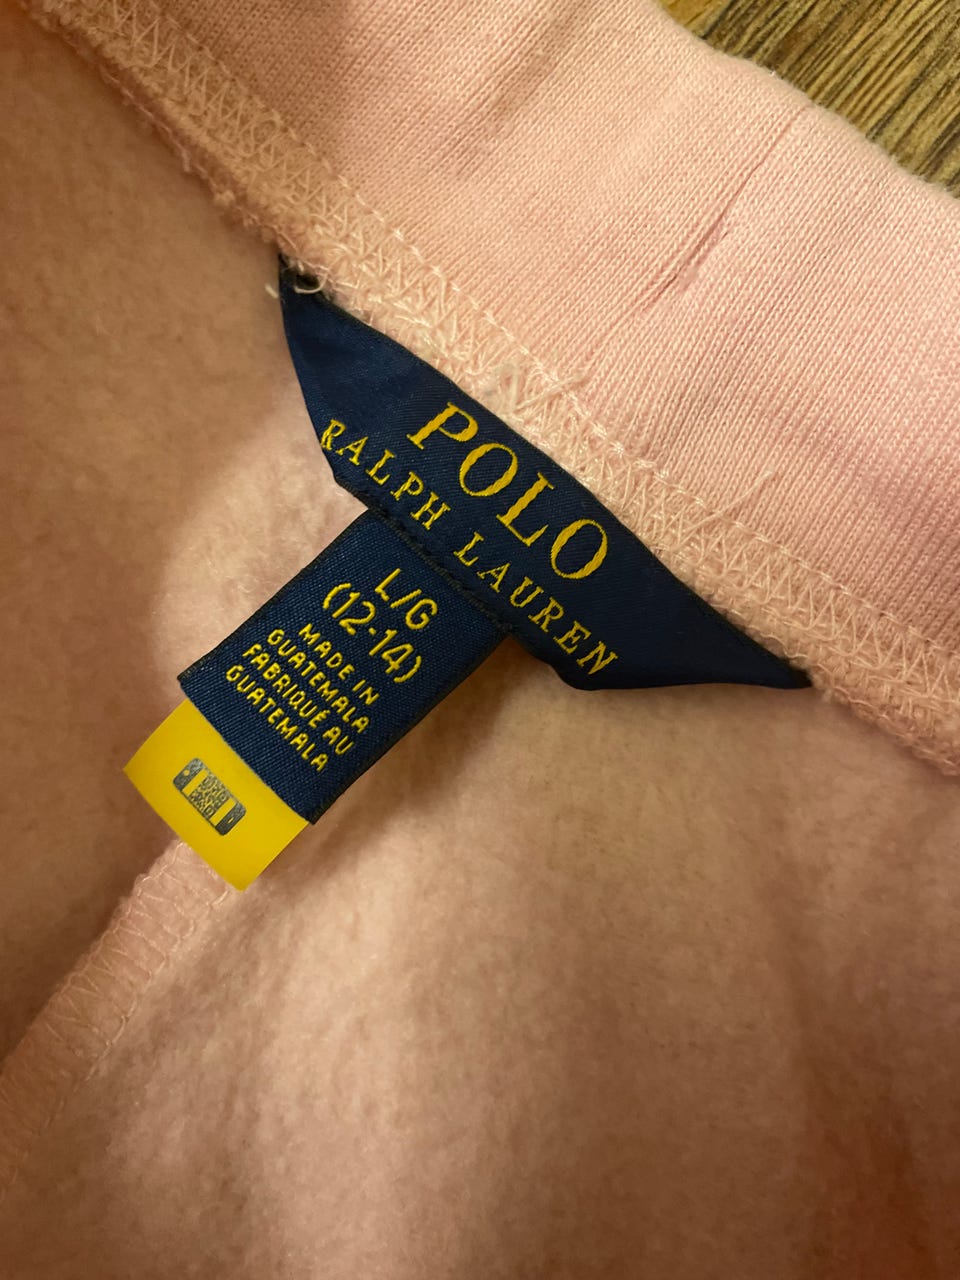 POLO
RALPH LAUREN
L/G
(12-14)
MADE IN
GUATEMALA
FABRIQUÉ AU
GUATEMALA